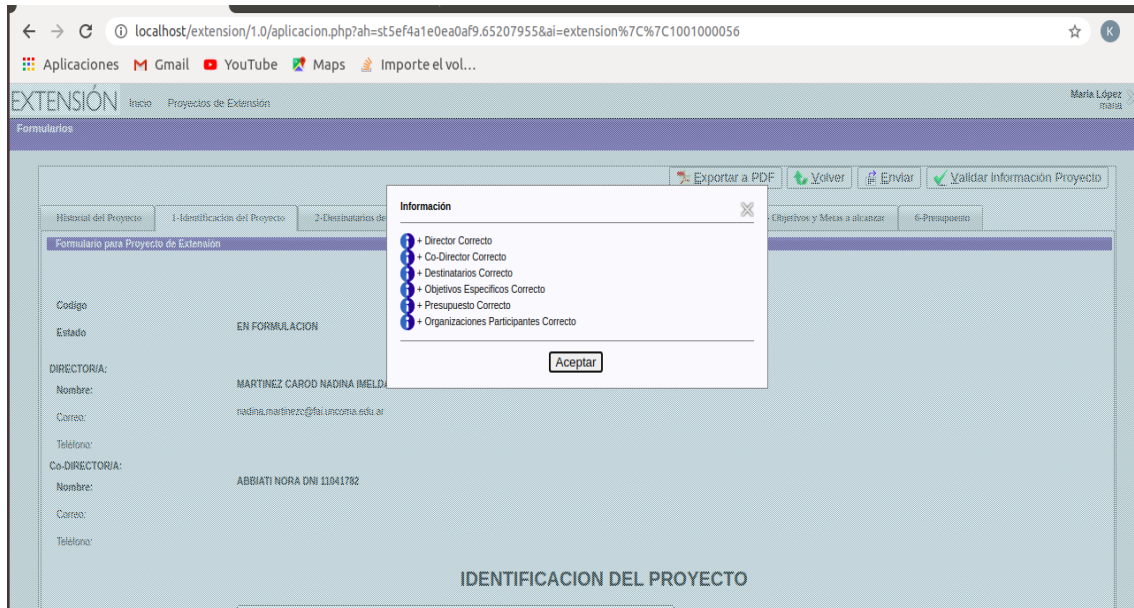 localhost/extension/1.0/aplicacion.php?ah=st5ef4a1e0ea0af9.65207955&ai=extension%7C%7C1001000056
K
Aplicaciones Gmail YouTube Maps Importe el vol...
EXTENSIÓN Inicio Proyectos de Extensión
María López
maria
Formularios
Exportar a PDF Volver Enviar Validar Información Proyecto
Historial del Proyecto 1-Identificación del Proyecto 2-Destinatarios de Objetivos y Metas a alcanzar 6-Presupuesto
Formulario para Proyecto de Extensión
Información
+ Director Correcto
+ Co-Director Correcto
+ Destinatarios Correcto
+ Objetivos Especificos Correcto
+ Presupuesto Correcto
+ Organizaciones Participantes Correcto
Aceptar
Codigo
Estado EN FORMULACION
DIRECTOR/A:
Nombre: MARTINEZ CAROD NADINA IMELDA
Correo: nadina.martinezc@fai.uncoma.edu.ar
Teléfono:
Co-DIRECTOR/A:
Nombre: ABBIATI NORA DNI 11041782
Correo:
Teléfono:
IDENTIFICACION DEL PROYECTO